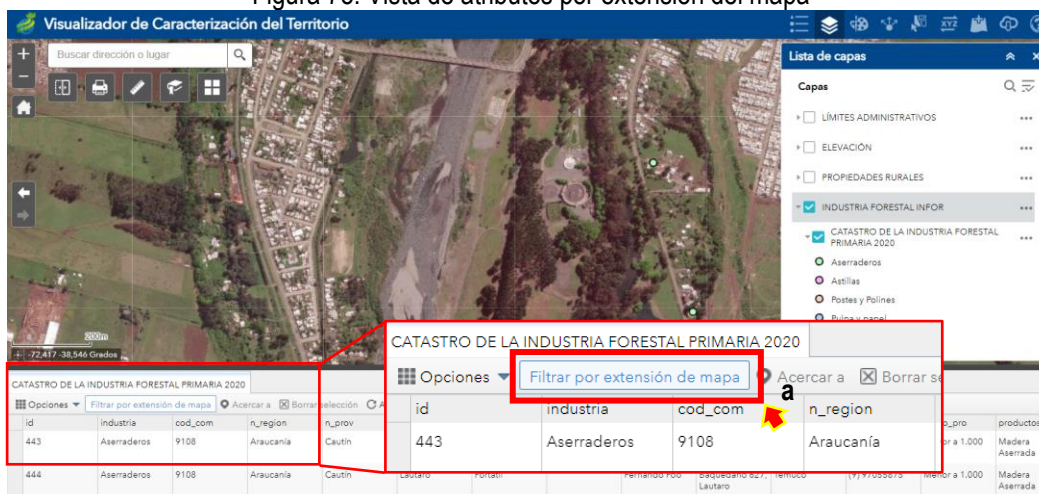 Figura 75. Vista de atributos por extensión del mapa
Visualizador de Caracterización del Territorio
Buscar dirección o lugar
Lista de capas
Capas
LÍMITES ADMINISTRATIVOS
ELEVACIÓN
PROPIEDADES RURALES
INDUSTRIA FORESTAL INFOR
CATASTRO DE LA INDUSTRIA FORESTAL
PRIMARIA 2020
Aserraderos
Astillas
Postes y Polines
Pulpa y papel
200m
-72,417 -38,546 Grados
CATASTRO DE LA INDUSTRIA FORESTAL PRIMARIA 2020
Opciones Filtrar por extensión de mapa Acercar a Borrar
a
id industria cod_com n_region
443 Aserraderos 9108 Araucanía
CATASTRO DE LA INDUSTRIA FORESTAL PRIMARIA 2020
Opciones Filtrar por extensión de mapa Acercar a Borrar selección
id industria cod_com n_region n_prov productos
443 Aserraderos 9108 Araucanía Cautín a 1.000 Madera
Aserrada
444 Aserraderos 9108 Araucanía Cautín Lautaro Portátil Fernando Poo Baquedano 827, Temuco (9) 97055875 Menor a 1.000 Madera
Lautaro Aserrada